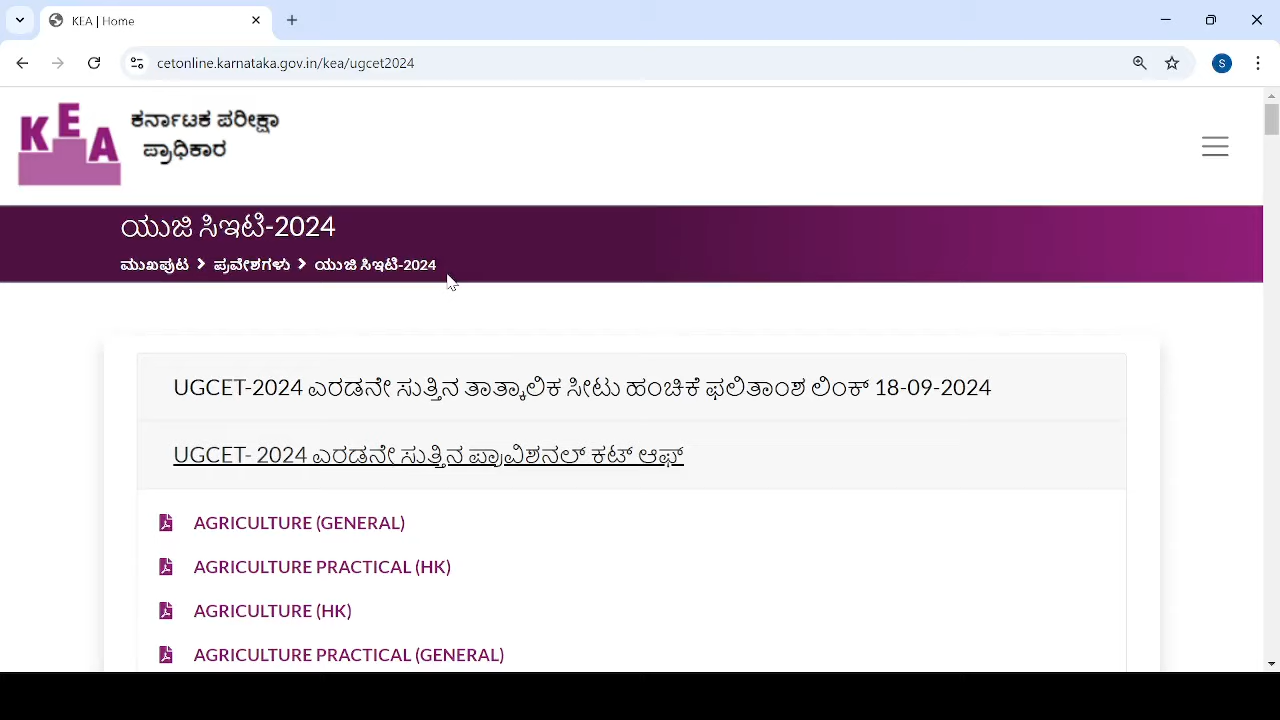 KEA | Home
cetonline.karnataka.gov.in/kea/ugcet2024
S
KEA
ಕರ್ನಾಟಕ ಪರೀಕ್ಷಾ
ಪ್ರಾಧಿಕಾರ
ಯುಜಿ ಸಿಇಟಿ-2024
ಮುಖಪುಟ > ಪ್ರವೇಶಗಳು > ಯುಜಿ ಸಿಇಟಿ-2024
UGCET-2024 ಎರಡನೇ ಸುತ್ತಿನ ತಾತ್ಕಾಲಿಕ ಸೀಟು ಹಂಚಿಕೆ ಫಲಿತಾಂಶ ಲಿಂಕ್ 18-09-2024
UGCET- 2024 ಎರಡನೇ ಸುತ್ತಿನ ಪ್ರಾವಿಶನಲ್ ಕಟ್ ಆಫ್
AGRICULTURE (GENERAL)
AGRICULTURE PRACTICAL (HK)
AGRICULTURE (HK)
AGRICULTURE PRACTICAL (GENERAL)